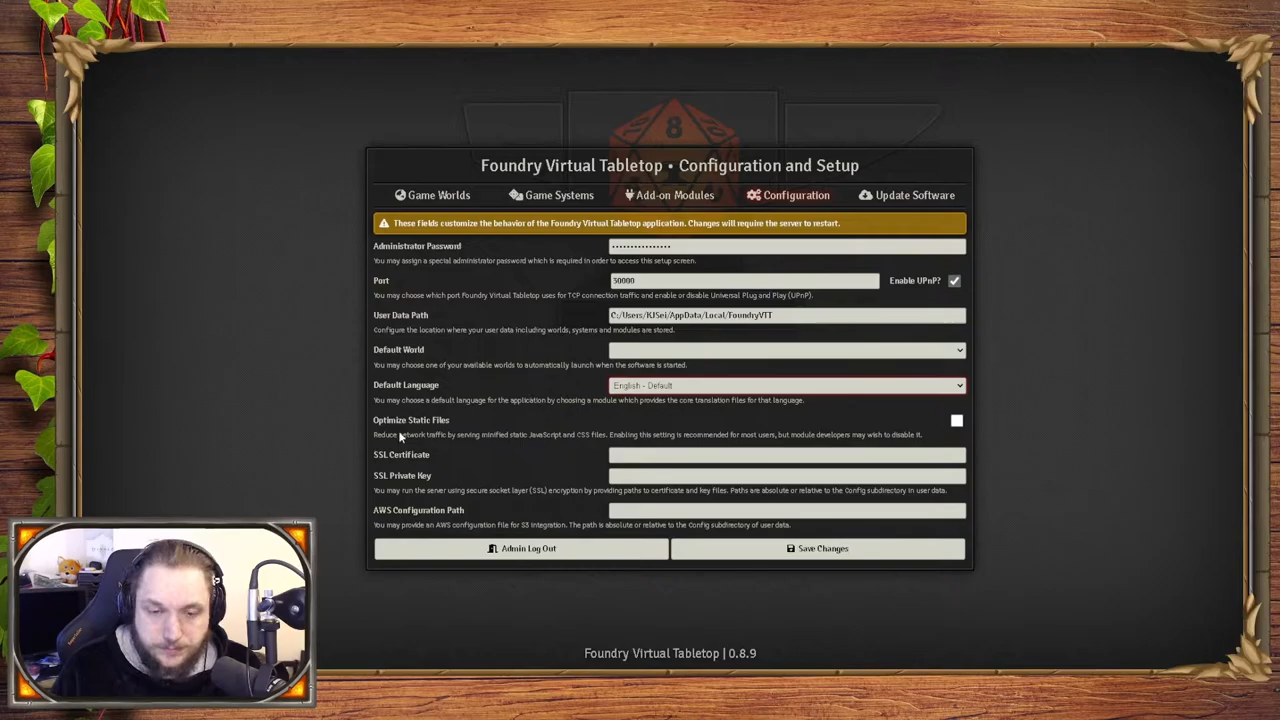 8
Foundry Virtual Tabletop • Configuration and Setup
Game Worlds Game Systems Add-on Modules Configuration Update Software
These fields customize the behavior of the Foundry Virtual Tabletop application. Changes will require the server to restart.
Administrator Password ················
You may assign a special administrator password which is required in order to access this setup screen.
Port 30000 Enable UPnP?
You may choose which port Foundry Virtual Tabletop uses for TCP connection traffic and enable or disable Universal Plug and Play (UPnP).
User Data Path C:/Users/KJSei/AppData/Local/FoundryVTT
Configure the location where your user data including worlds, systems and modules are stored.
Default World
You may choose one of your available worlds to automatically launch when the software is started.
Default Language English - Default
You may choose a default language for the application by choosing a module which provides the core translation files for that language.
Optimize Static Files
Reduce network traffic by serving minified static JavaScript and CSS files. Enabling this setting is recommended for most users, but module developers may wish to disable it.
SSL Certificate
SSL Private Key
You may run the server using secure socket layer (SSL) encryption by providing paths to certificate and key files. Paths are absolute or relative to the Config subdirectory in user data.
AWS Configuration Path
You may provide an AWS configuration file for S3 integration. The path is absolute or relative to the Config subdirectory of user data.
Admin Log Out Save Changes
Foundry Virtual Tabletop | 0.8.9